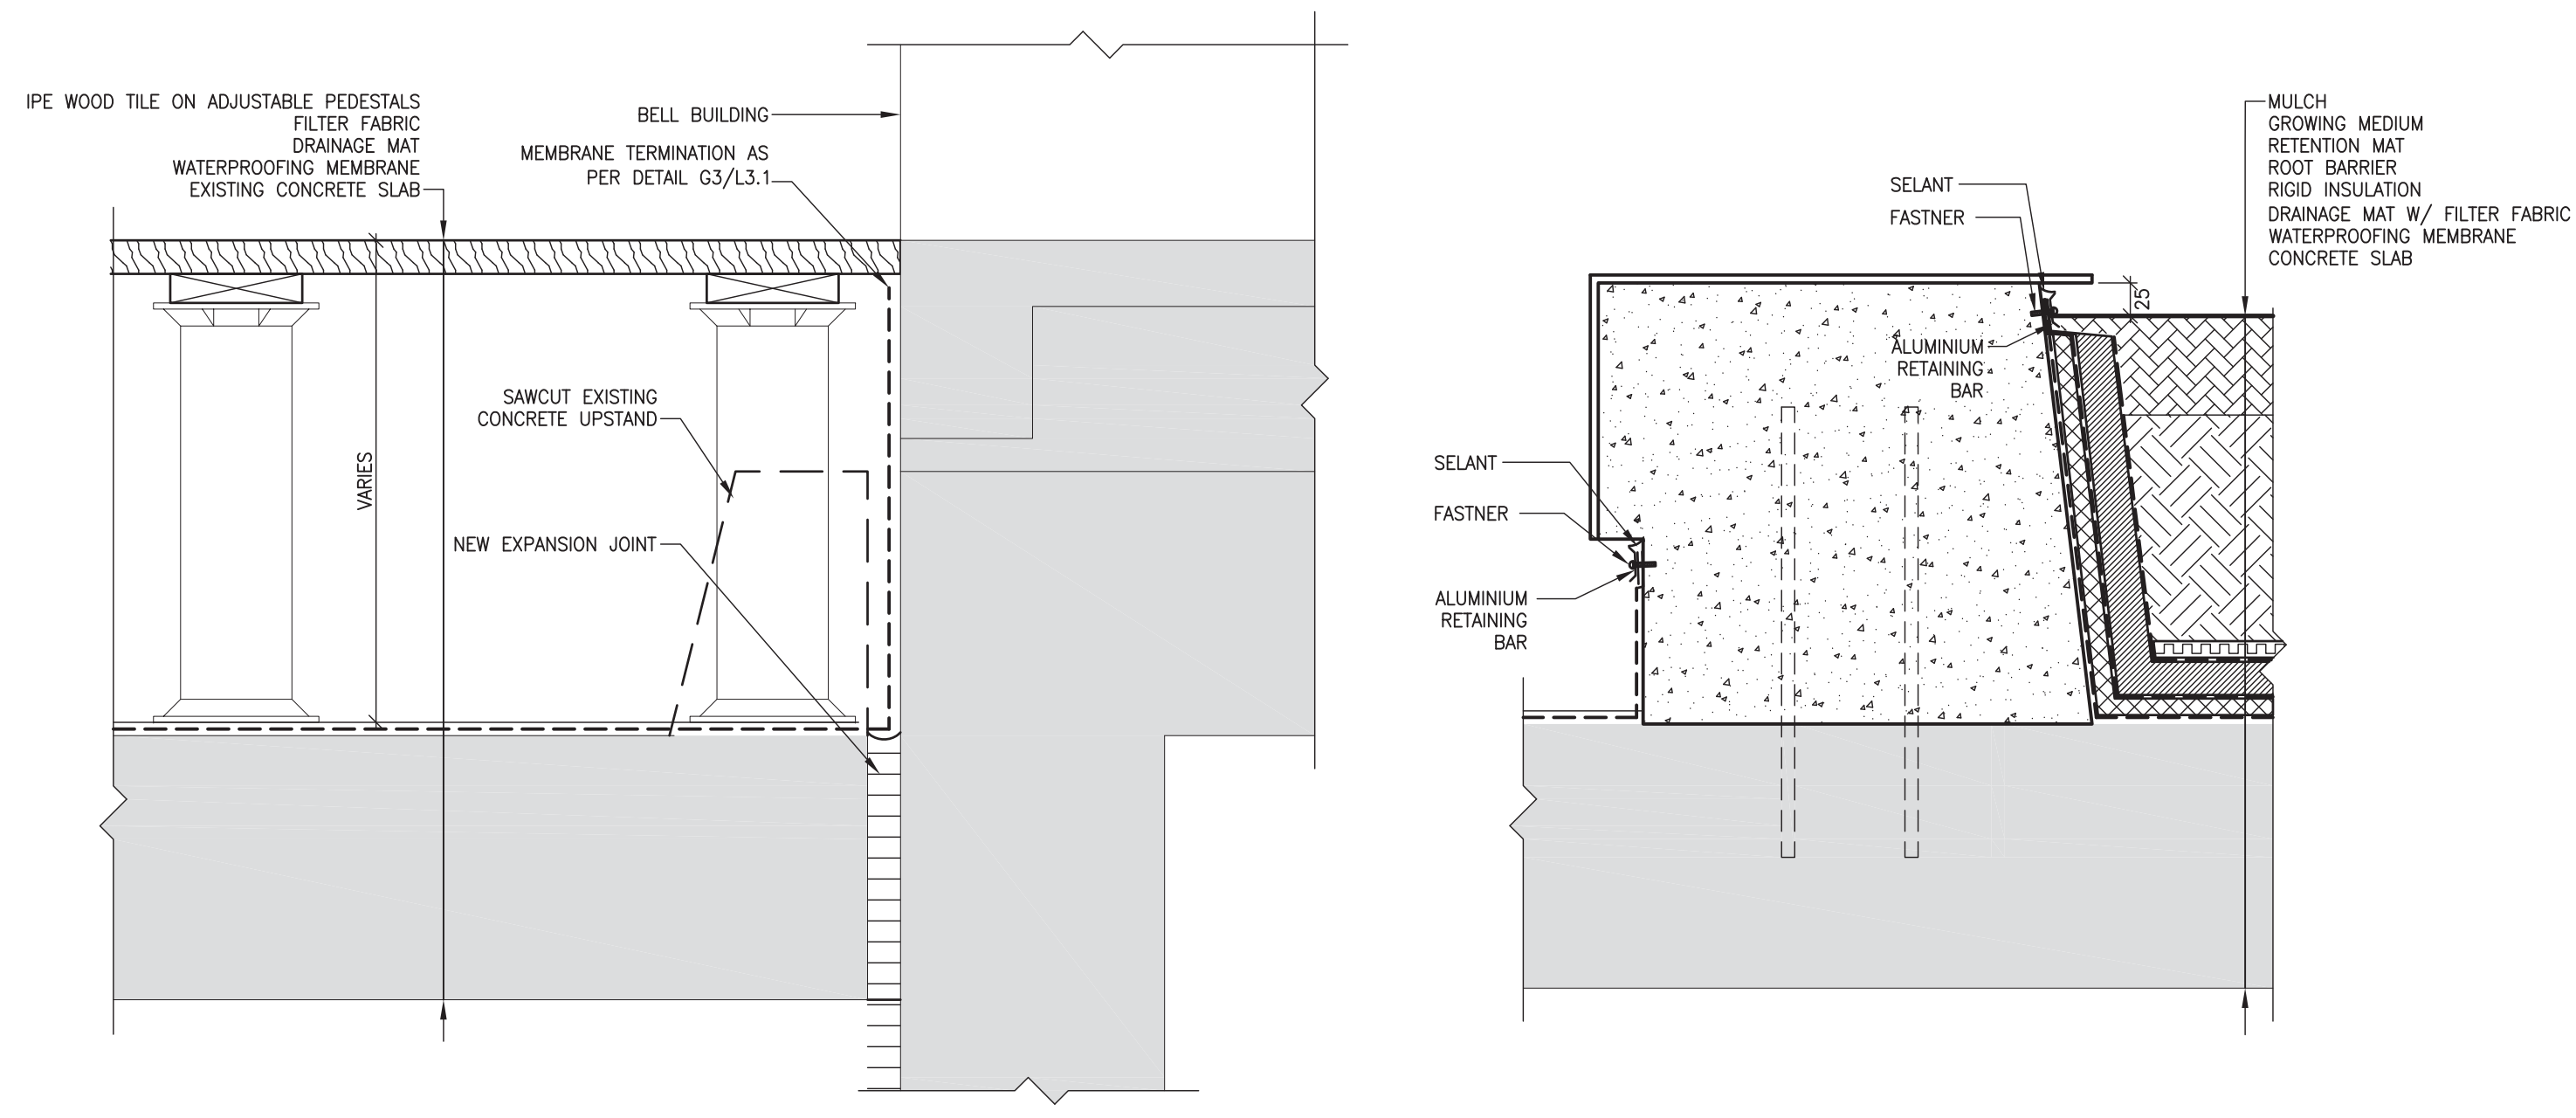 IPE WOOD TILE ON ADJUSTABLE PEDESTALS
FILTER FABRIC
DRAINAGE MAT
WATERPROOFING MEMBRANE
EXISTING CONCRETE SLAB
BELL BUILDING
MEMBRANE TERMINATION AS
PER DETAIL G3/L3.1
SAWCUT EXISTING
CONCRETE UPSTAND
VARIES
NEW EXPANSION JOINT
MULCH
GROWING MEDIUM
RETENTION MAT
ROOT BARRIER
RIGID INSULATION
DRAINAGE MAT W/ FILTER FABRIC
WATERPROOFING MEMBRANE
CONCRETE SLAB
SELANT
FASTNER
25
ALUMINIUM
RETAINING
BAR
SELANT
FASTNER
ALUMINIUM
RETAINING
BAR